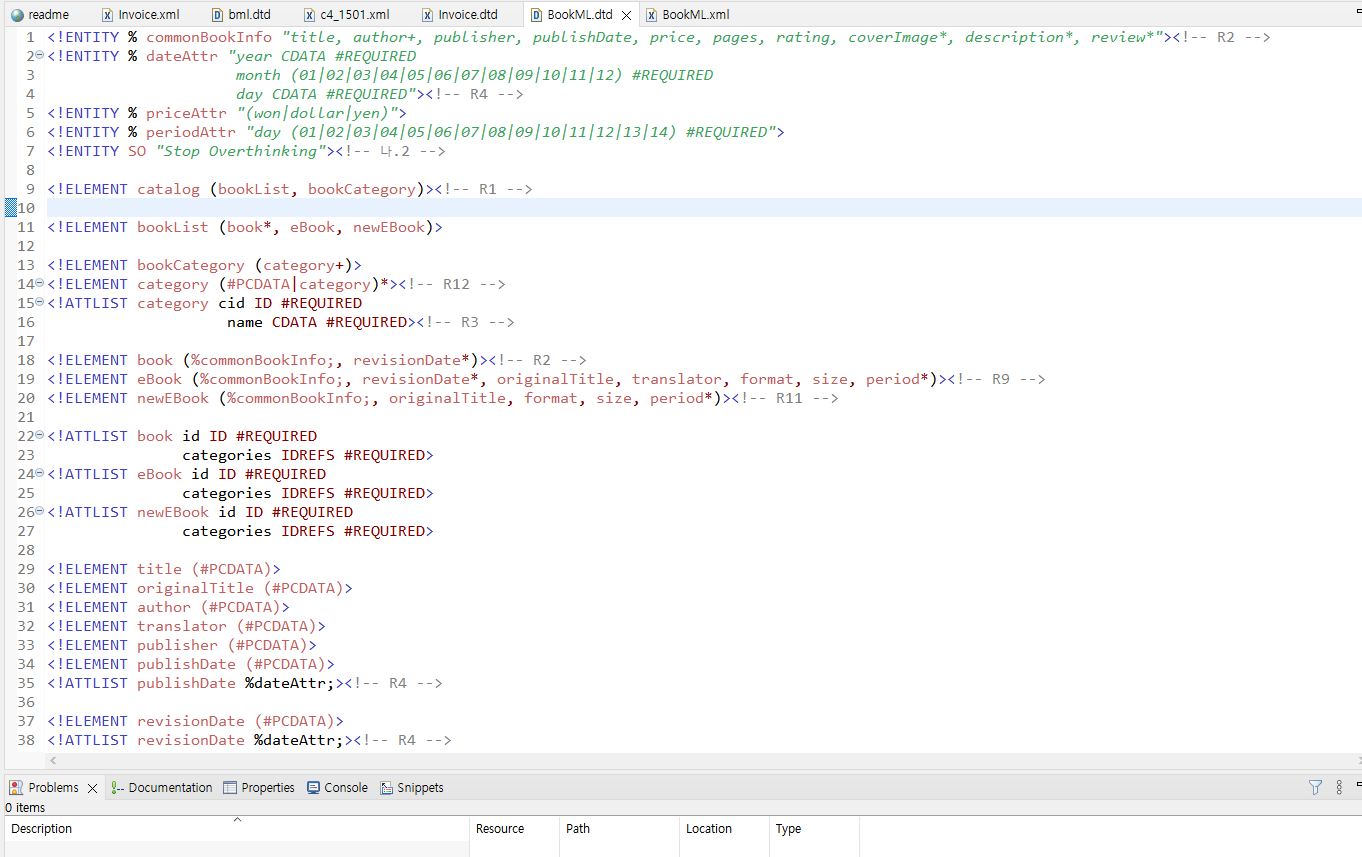 readme Invoice.xml bml.dtd c4_1501.xml Invoice.dtd BookML.dtd BookML.xml
1 <!ENTITY % commonBookInfo "title, author+, publisher, publishDate, price, pages, rating, coverImage*, description*, review*"><!-- R2 -->
2 <!ENTITY % dateAttr "year CDATA #REQUIRED
3 month (01|02|03|04|05|06|07|08|09|10|11|12) #REQUIRED
4 day CDATA #REQUIRED"><!-- R4 -->
5 <!ENTITY % priceAttr "(won|dollar|yen)">
6 <!ENTITY % periodAttr "day (01|02|03|04|05|06|07|08|09|10|11|12|13|14) #REQUIRED">
7 <!ENTITY SO "Stop Overthinking"><!-- 나.2 -->
8
9 <!ELEMENT catalog (bookList, bookCategory)><!-- R1 -->
10
11 <!ELEMENT bookList (book*, eBook, newEBook)>
12
13 <!ELEMENT bookCategory (category+)>
14 <!ELEMENT category (#PCDATA|category)*><!-- R12 -->
15 <!ATTLIST category cid ID #REQUIRED
16 name CDATA #REQUIRED><!-- R3 -->
17
18 <!ELEMENT book (%commonBookInfo;, revisionDate*)><!-- R2 -->
19 <!ELEMENT eBook (%commonBookInfo;, revisionDate*, originalTitle, translator, format, size, period*)><!-- R9 -->
20 <!ELEMENT newEBook (%commonBookInfo;, originalTitle, format, size, period*)><!-- R11 -->
21
22 <!ATTLIST book id ID #REQUIRED
23 categories IDREFS #REQUIRED>
24 <!ATTLIST eBook id ID #REQUIRED
25 categories IDREFS #REQUIRED>
26 <!ATTLIST newEBook id ID #REQUIRED
27 categories IDREFS #REQUIRED>
28
29 <!ELEMENT title (#PCDATA)>
30 <!ELEMENT originalTitle (#PCDATA)>
31 <!ELEMENT author (#PCDATA)>
32 <!ELEMENT translator (#PCDATA)>
33 <!ELEMENT publisher (#PCDATA)>
34 <!ELEMENT publishDate (#PCDATA)>
35 <!ATTLIST publishDate %dateAttr;><!-- R4 -->
36
37 <!ELEMENT revisionDate (#PCDATA)>
38 <!ATTLIST revisionDate %dateAttr;><!-- R4 -->
Problems Documentation Properties Console Snippets
0 items
Description Resource Path Location Type